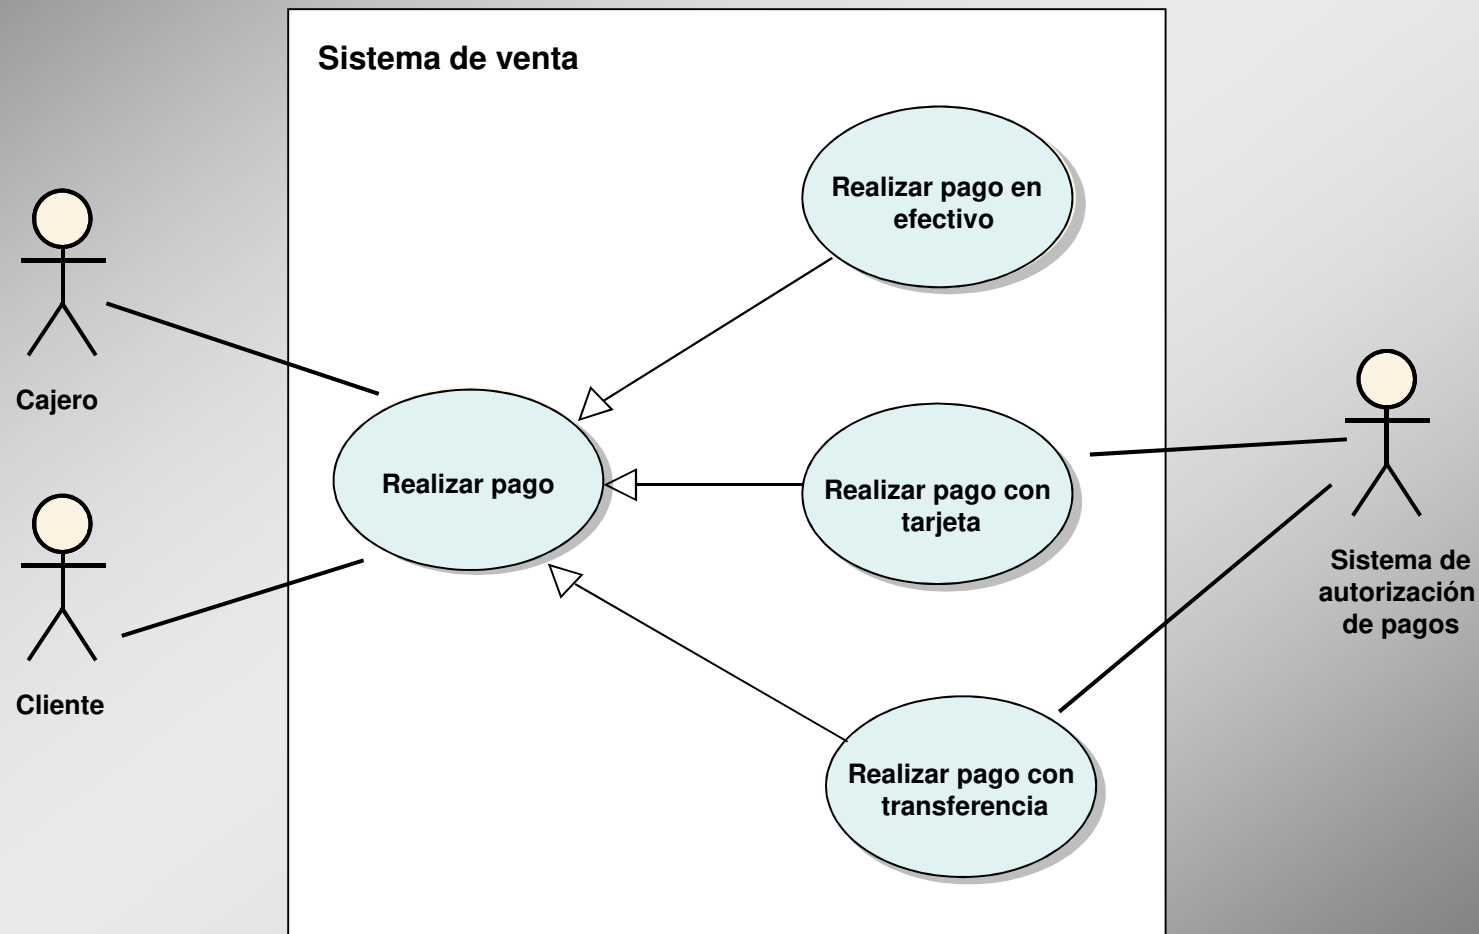 Sistema de venta
Realizar pago en
efectivo
Cajero
Realizar pago
Realizar pago con
tarjeta
Sistema de
autorización
de pagos
Cliente
Realizar pago con
transferencia